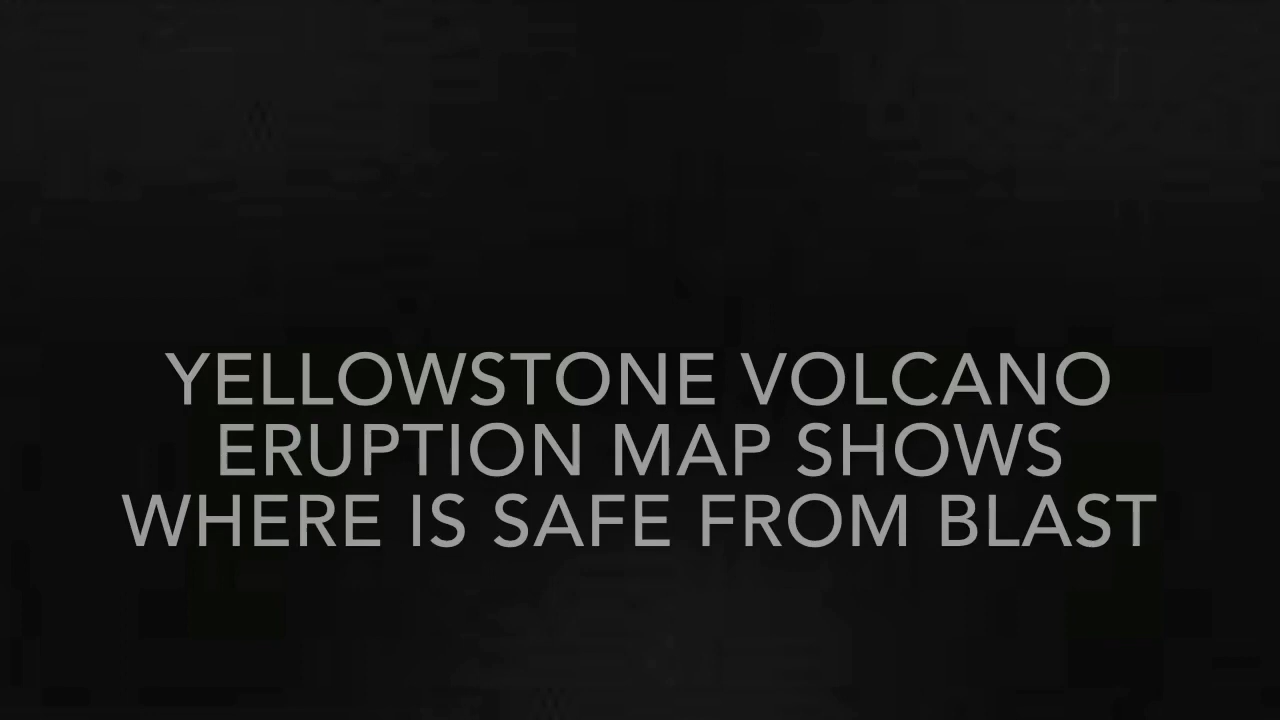 YELLOWSTONE VOLCANO
ERUPTION MAP SHOWS
WHERE IS SAFE FROM BLAST